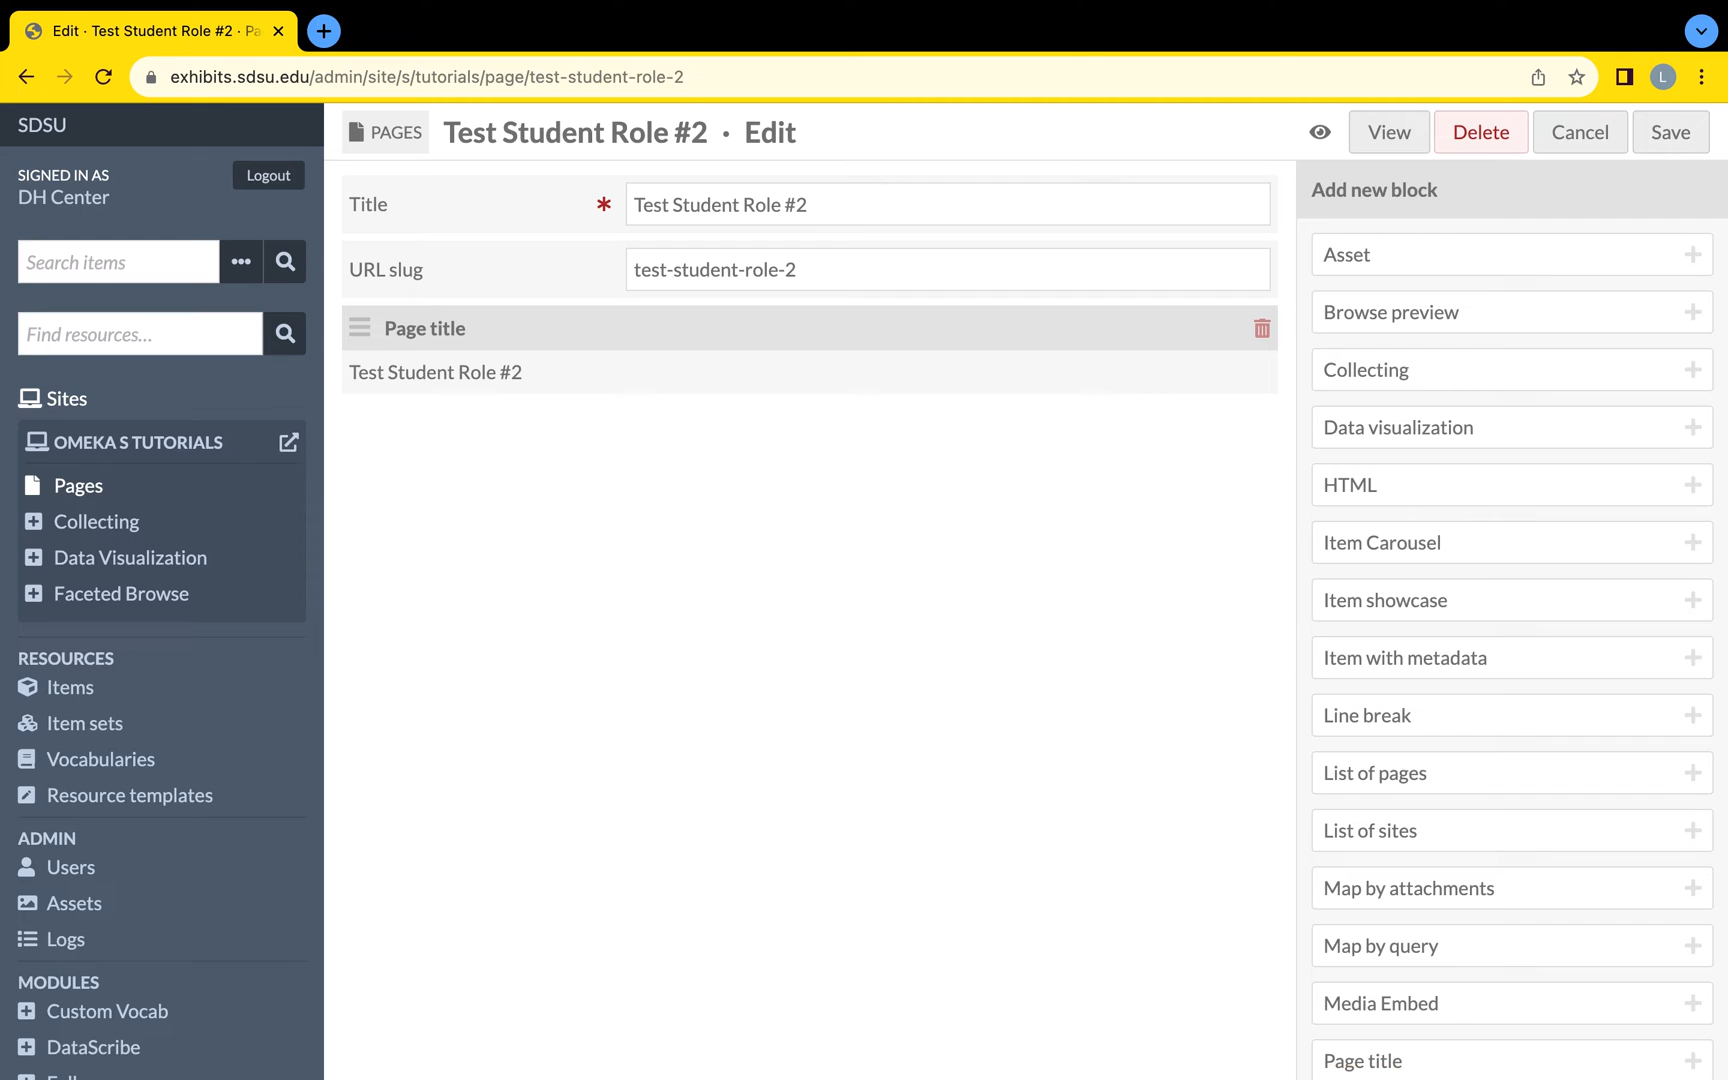 Edit · Test Student Role #2 · Pa
exhibits.sdsu.edu/admin/site/s/tutorials/page/test-student-role-2
L
SDSU
SIGNED IN AS
DH Center
Logout
Search items
Find resources...
Sites
OMEKA S TUTORIALS
Pages
Collecting
Data Visualization
Faceted Browse
RESOURCES
Items
Item sets
Vocabularies
Resource templates
ADMIN
Users
Assets
Logs
MODULES
Custom Vocab
DataScribe
PAGES Test Student Role #2 · Edit
View
Delete
Cancel
Save
Title * Test Student Role #2
URL slug test-student-role-2
Page title
Test Student Role #2
Add new block
Asset
Browse preview
Collecting
Data visualization
HTML
Item Carousel
Item showcase
Item with metadata
Line break
List of pages
List of sites
Map by attachments
Map by query
Media Embed
Page title